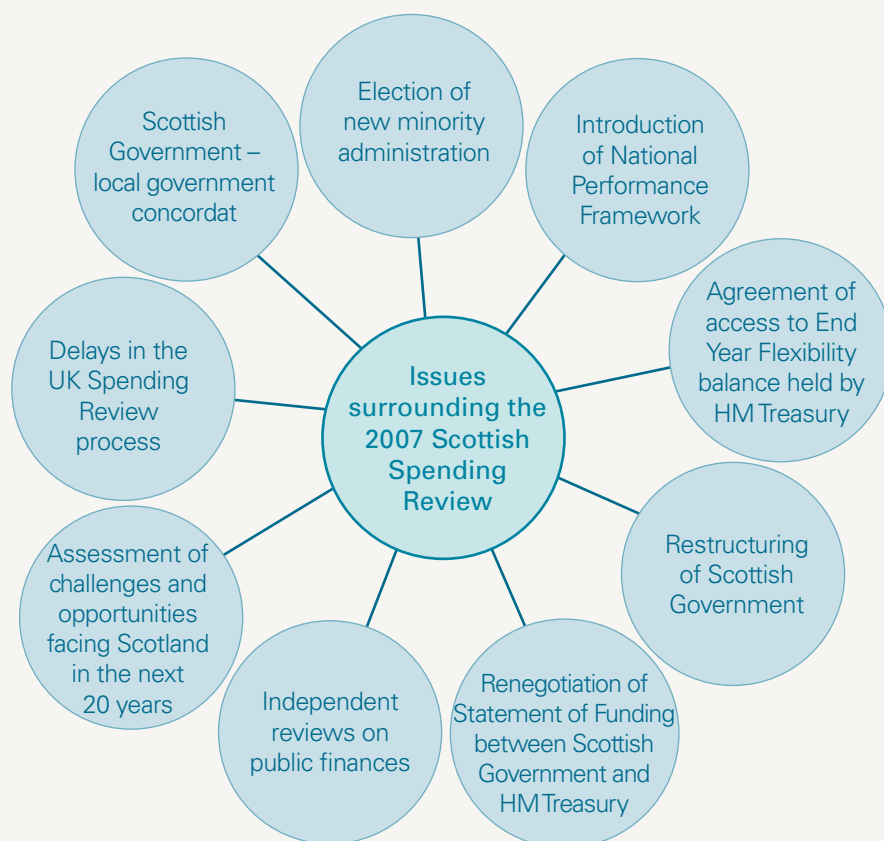 Election of
new minority
administration
Introduction
of National
Performance
Framework
Agreement of
access to End
Year Flexibility
balance held by
HM Treasury
Restructuring
of Scottish
Government
Renegotiation of
Statement of Funding
between Scottish
Government and
HM Treasury
Independent
reviews on
public finances
Assessment of
challenges and
opportunities
facing Scotland
in the next
20 years
Delays in the
UK Spending
Review
process
Scottish
Government –
local government
concordat
Issues
surrounding the
2007 Scottish
Spending
Review